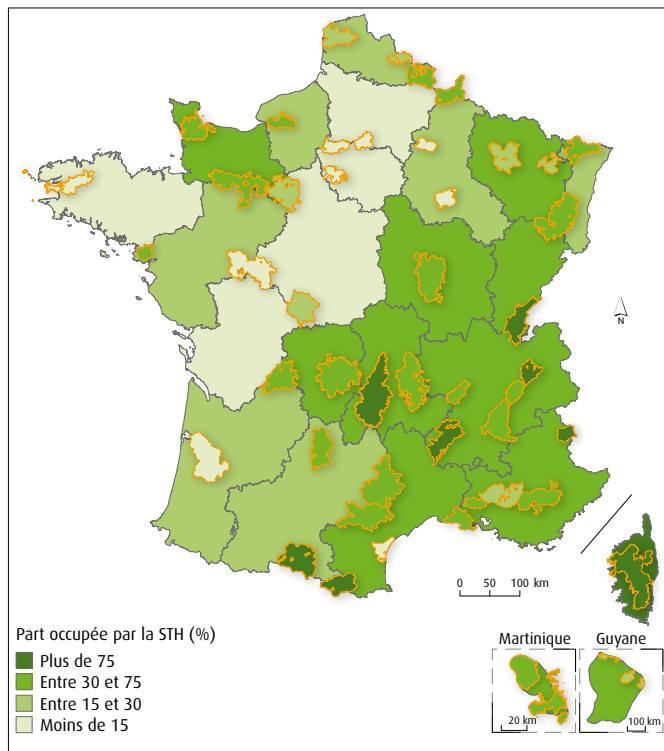 N
0 50 100 km
Part occupée par la STH (%)
Plus de 75
Entre 30 et 75
Entre 15 et 30
Moins de 15
Martinique
20 km
Guyane
100 km